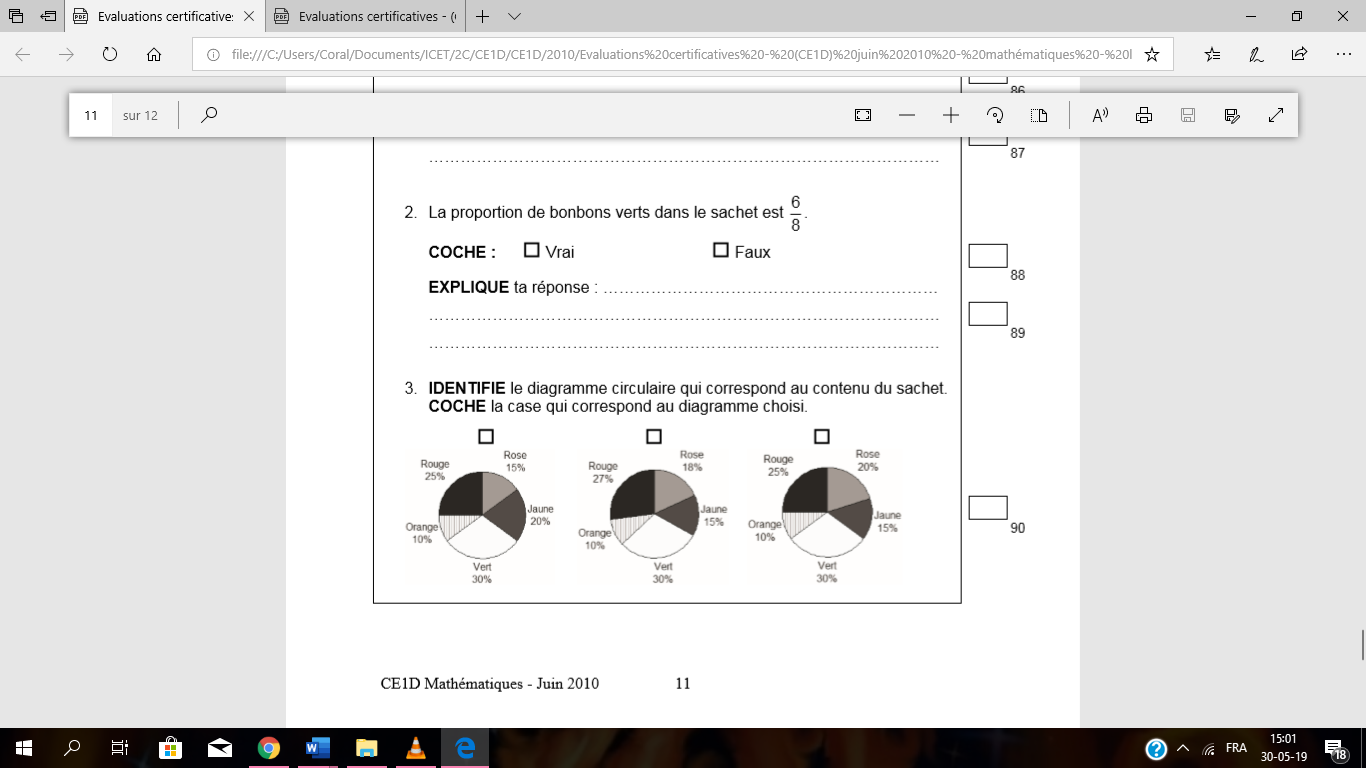 Evaluations certificatives
Evaluations certificatives - (
file:///C:/Users/Coral/Documents/ICET/2C/CE1D/CE1D/2010/Evaluations%20certificatives%20-%20(CE1D)%20juin%202010%20-%20mathématiques%20-%20l
86
11 sur 12
87
2. La proportion de bonbons verts dans le sachet est 6/8.
COCHE : Vrai Faux
88
EXPLIQUE ta réponse : ……………………………………………………
89
3. IDENTIFIE le diagramme circulaire qui correspond au contenu du sachet.
COCHE la case qui correspond au diagramme choisi.
Rose
15%
Rouge
25%
Jaune
20%
Orange
10%
Vert
30%
Rose
18%
Rouge
27%
Jaune
15%
Orange
10%
Vert
30%
Rose
20%
Rouge
25%
Jaune
15%
Orange
10%
Vert
30%
90
CE1D Mathématiques - Juin 2010 11
FRA
15:01
30-05-19
18